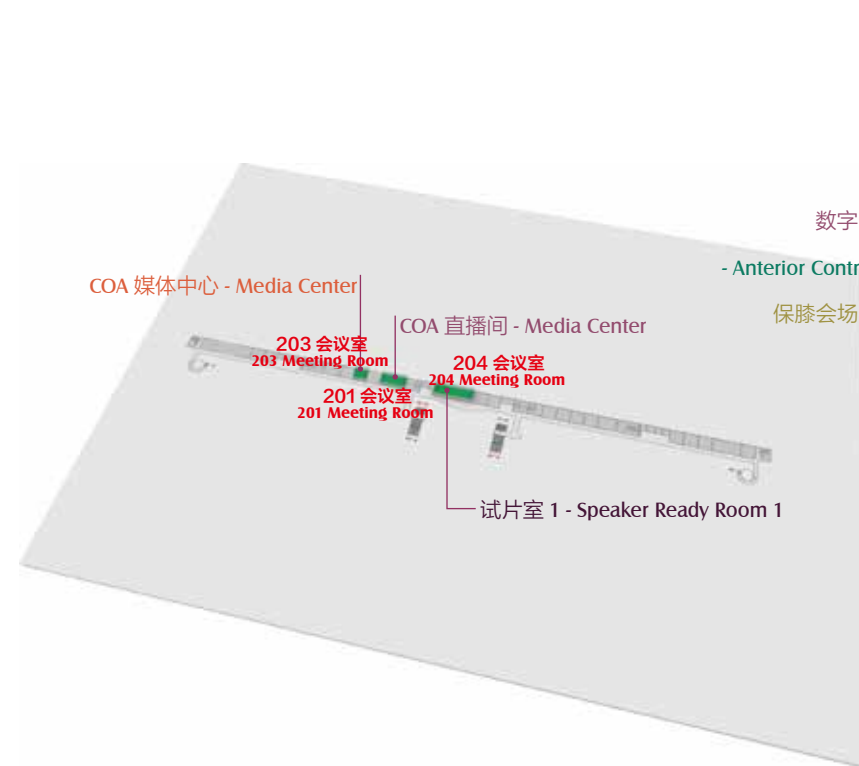 数字
- Anterior Contr
COA 媒体中心 - Media Center
保膝会场
COA 直播间 - Media Center
203 会议室
203 Meeting Room
204 会议室
204 Meeting Room
201 会议室
201 Meeting Room
试片室 1 - Speaker Ready Room 1